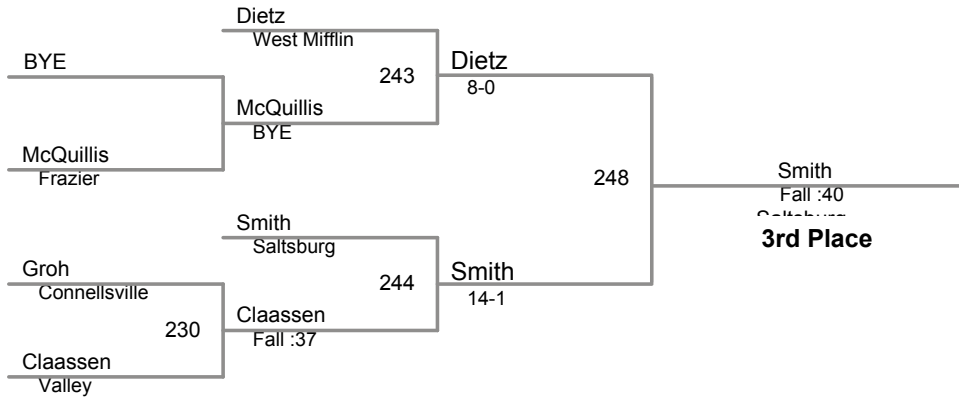 Dietz
West Mifflin
BYE
243
Dietz
8-0
McQuillis
BYE
McQuillis
Frazier
248
Smith
Fall :40
Saltsburg
3rd Place
Smith
Saltsburg
Groh
Connellsville
244
Smith
14-1
Claassen
Fall :37
230
Claassen
Valley